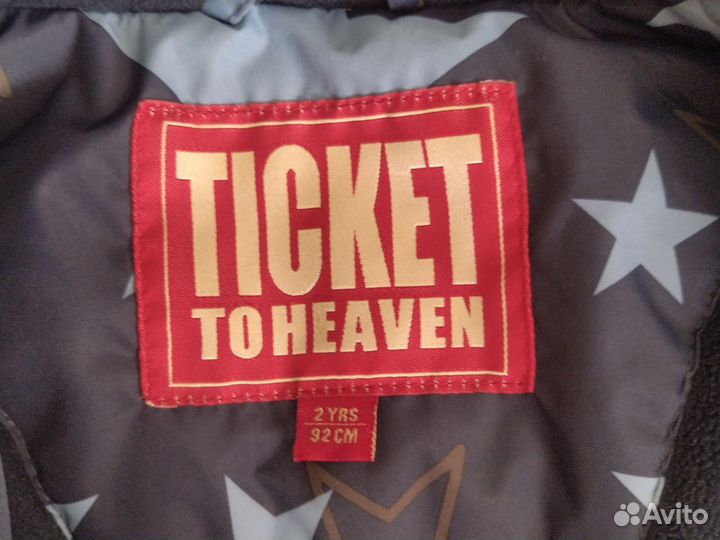 TICKET
TO HEAVEN
2 YRS
92 CM
Avito